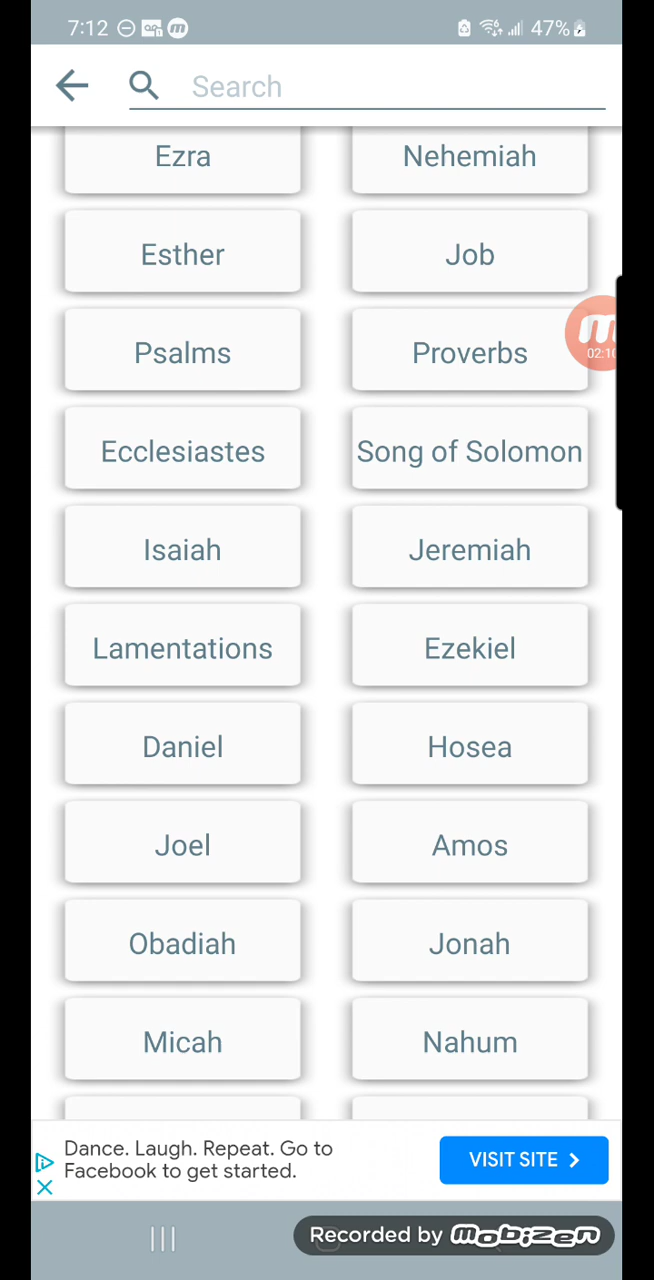 7:12
47%
Search
Ezra
Nehemiah
Esther
Job
Psalms
Proverbs
02:10
Ecclesiastes
Song of Solomon
Isaiah
Jeremiah
Lamentations
Ezekiel
Daniel
Hosea
Joel
Amos
Obadiah
Jonah
Micah
Nahum
Dance. Laugh. Repeat. Go to
Facebook to get started.
VISIT SITE
Recorded by mobizen